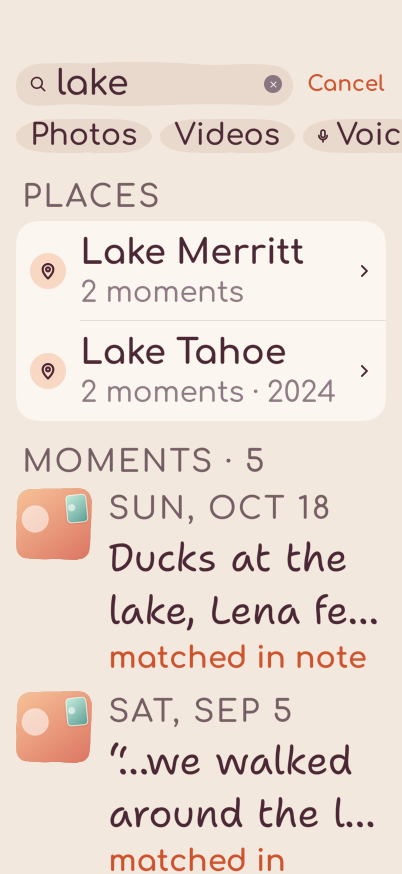 lake
Cancel
Photos
Videos
Voic
PLACES
Lake Merritt
2 moments
Lake Tahoe
2 moments · 2024
MOMENTS · 5
SUN, OCT 18
Ducks at the
lake, Lena fe…
matched in note
SAT, SEP 5
“…we walked
around the l…
matched in